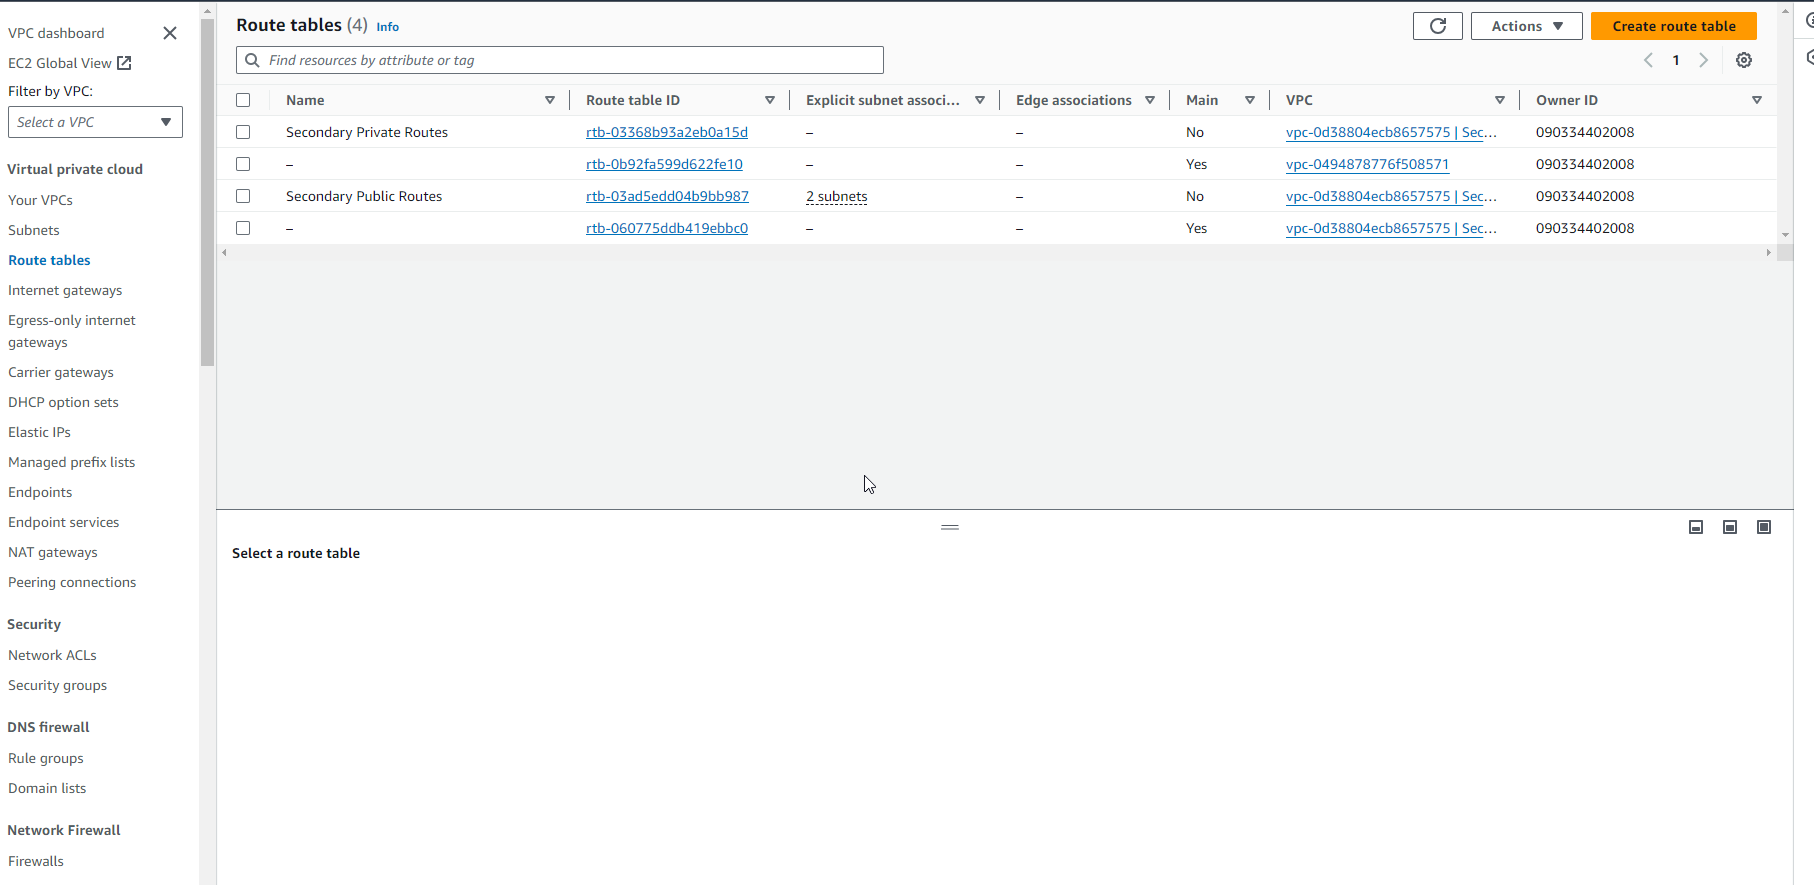 VPC dashboard
EC2 Global View
Filter by VPC:
Select a VPC
Virtual private cloud
Your VPCs
Subnets
Route tables
Internet gateways
Egress-only internet
gateways
Carrier gateways
DHCP option sets
Elastic IPs
Managed prefix lists
Endpoints
Endpoint services
NAT gateways
Peering connections
Security
Network ACLs
Security groups
DNS firewall
Rule groups
Domain lists
Network Firewall
Firewalls
Route tables (4) Info
Actions
Create route table
Find resources by attribute or tag
1
Name Route table ID Explicit subnet associ... Edge associations Main VPC Owner ID
Secondary Private Routes rtb-03368b93a2eb0a15d – – No vpc-0d38804ecb8657575 | Sec... 090334402008
– rtb-0b92fa599d622fe10 – – Yes vpc-0494878776f508571 090334402008
Secondary Public Routes rtb-03ad5edd04b9bb987 2 subnets – No vpc-0d38804ecb8657575 | Sec... 090334402008
– rtb-060775ddb419ebbc0 – – Yes vpc-0d38804ecb8657575 | Sec... 090334402008
Select a route table